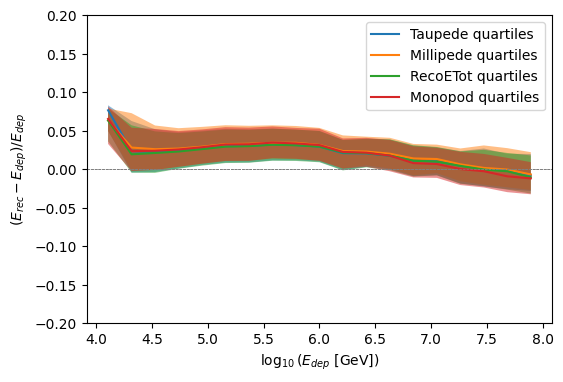 0.20
0.15
0.10
0.05
0.00
−0.05
−0.10
−0.15
−0.20
(E_rec − E_dep)/E_dep
4.0 4.5 5.0 5.5 6.0 6.5 7.0 7.5 8.0
log10(E_dep [GeV])
Taupede quartiles
Millipede quartiles
RecoETot quartiles
Monopod quartiles